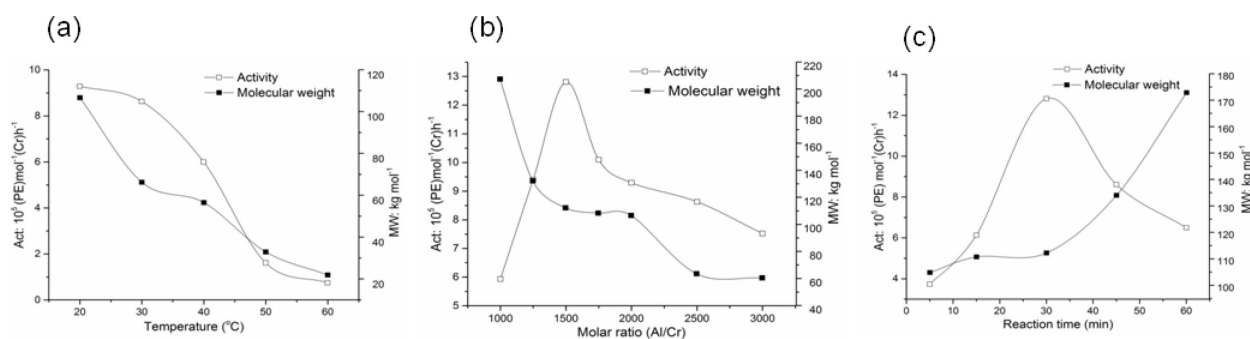 (a)
Activity
Molecular weight
10
8
6
4
2
0
Act: 10⁵ (PE)mol⁻¹(Cr)h⁻¹
120
100
80
60
40
20
MW: kg mol⁻¹
20 30 40 50 60
Temperature (°C)
(b)
Activity
Molecular weight
13
12
11
10
9
8
7
6
5
Act: 10⁵ (PE)mol⁻¹(Cr)h⁻¹
220
200
180
160
140
120
100
80
60
40
MW: kg mol⁻¹
1000 1500 2000 2500 3000
Molar ratio (Al/Cr)
(c)
Activity
Molecular weight
14
12
10
8
6
4
Act: 10⁵ (PE) mol⁻¹(Cr)h⁻¹
180
170
160
150
140
130
120
110
100
MW: kg mol⁻¹
0 10 20 30 40 50 60
Reaction time (min)